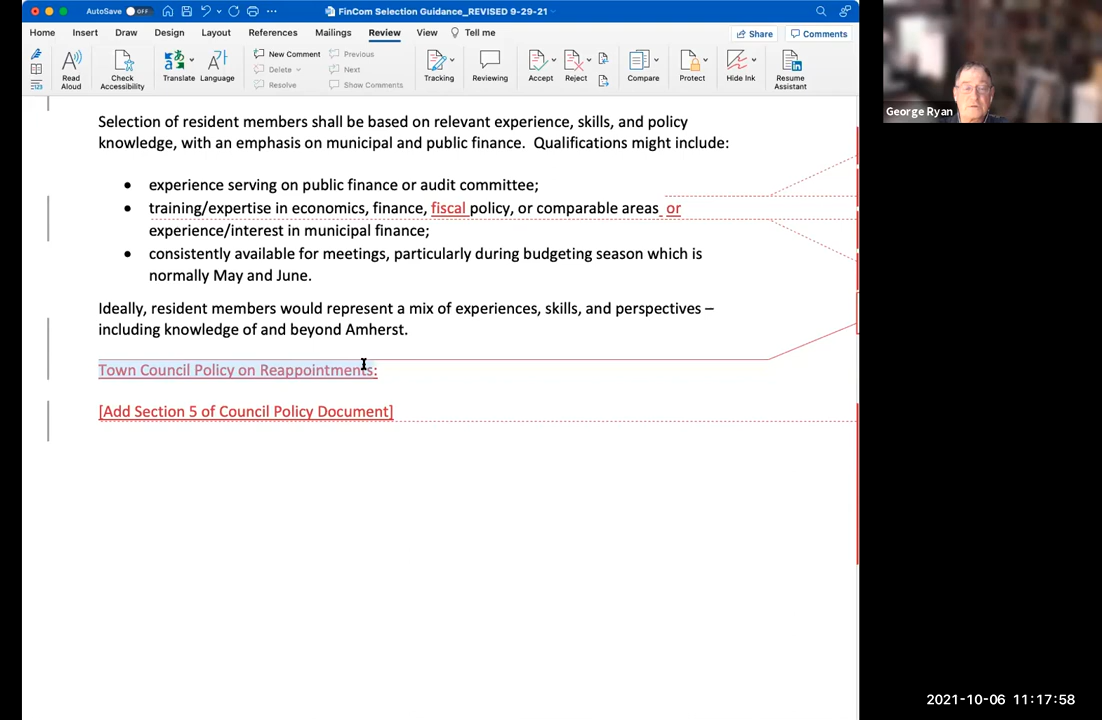 AutoSave OFF FinCom Selection Guidance_REVISED 9-29-21
Home Insert Draw Design Layout References Mailings Review View Tell me Share Comments
Read Aloud
Check Accessibility
Translate Language
New Comment
Delete
Resolve
Previous
Next
Show Comments
Tracking
Reviewing
Accept Reject
Compare
Protect
Hide Ink
Resume Assistant
Selection of resident members shall be based on relevant experience, skills, and policy
knowledge, with an emphasis on municipal and public finance.  Qualifications might include:
• experience serving on public finance or audit committee;
• training/expertise in economics, finance, fiscal policy, or comparable areas  or
experience/interest in municipal finance;
• consistently available for meetings, particularly during budgeting season which is
normally May and June.
Ideally, resident members would represent a mix of experiences, skills, and perspectives –
including knowledge of and beyond Amherst.
Town Council Policy on Reappointments:
[Add Section 5 of Council Policy Document]
George Ryan
2021-10-06 11:17:58